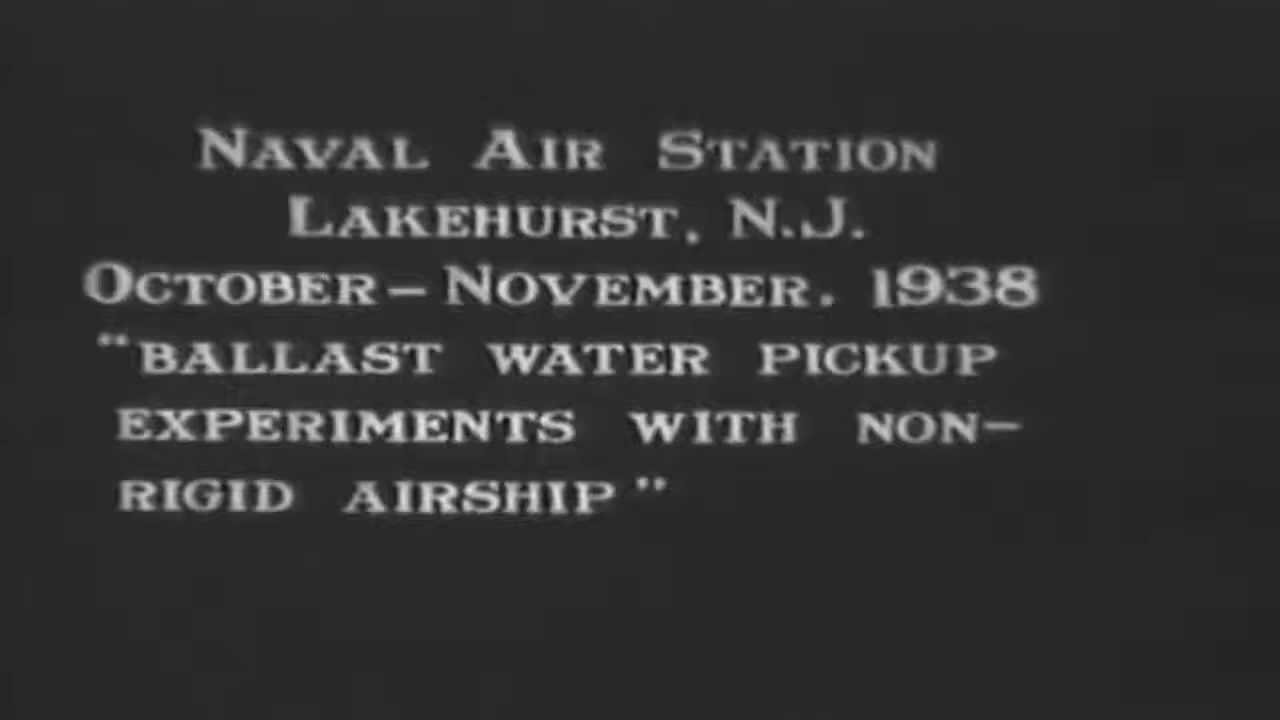 NAVAL AIR STATION
LAKEHURST, N.J.
OCTOBER – NOVEMBER. 1938
"BALLAST WATER PICKUP
EXPERIMENTS WITH NON–
RIGID AIRSHIP"